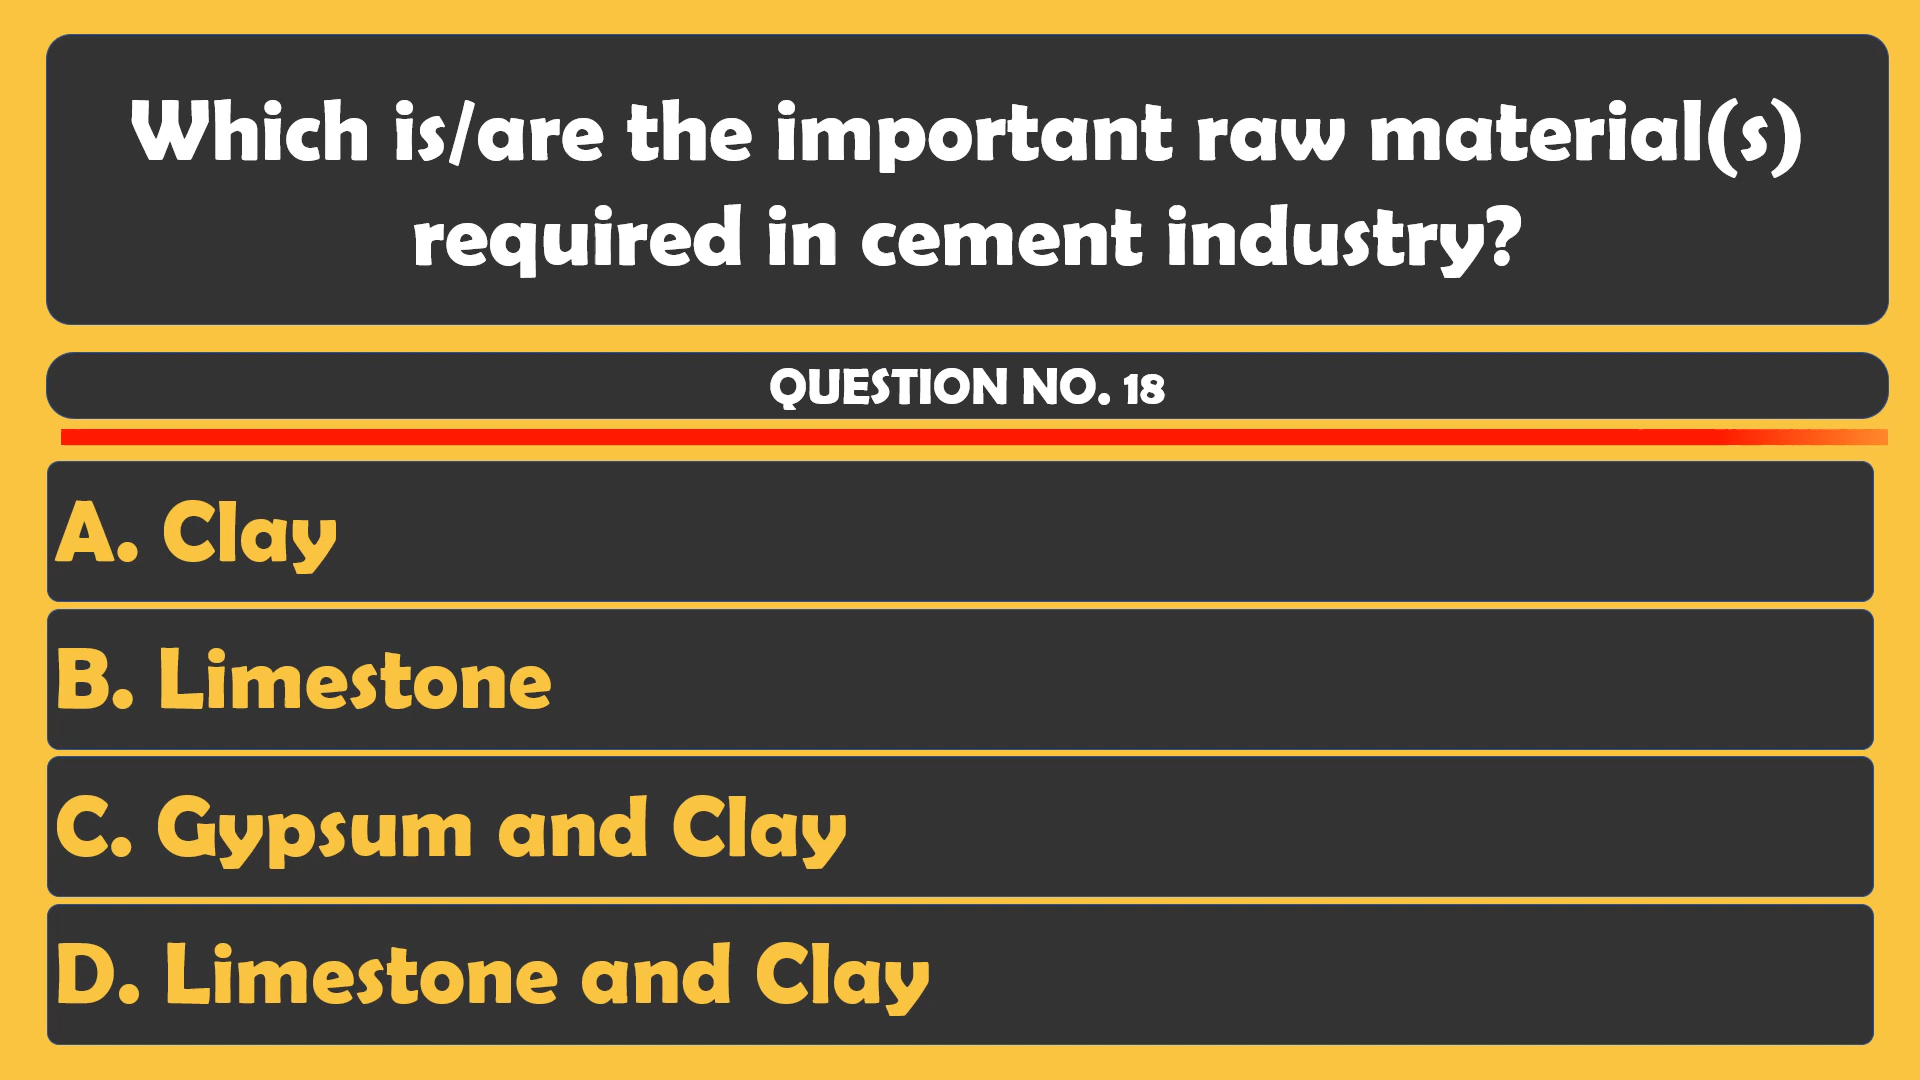 Which is/are the important raw material(s)
required in cement industry?
QUESTION NO. 18
A. Clay
B. Limestone
C. Gypsum and Clay
D. Limestone and Clay